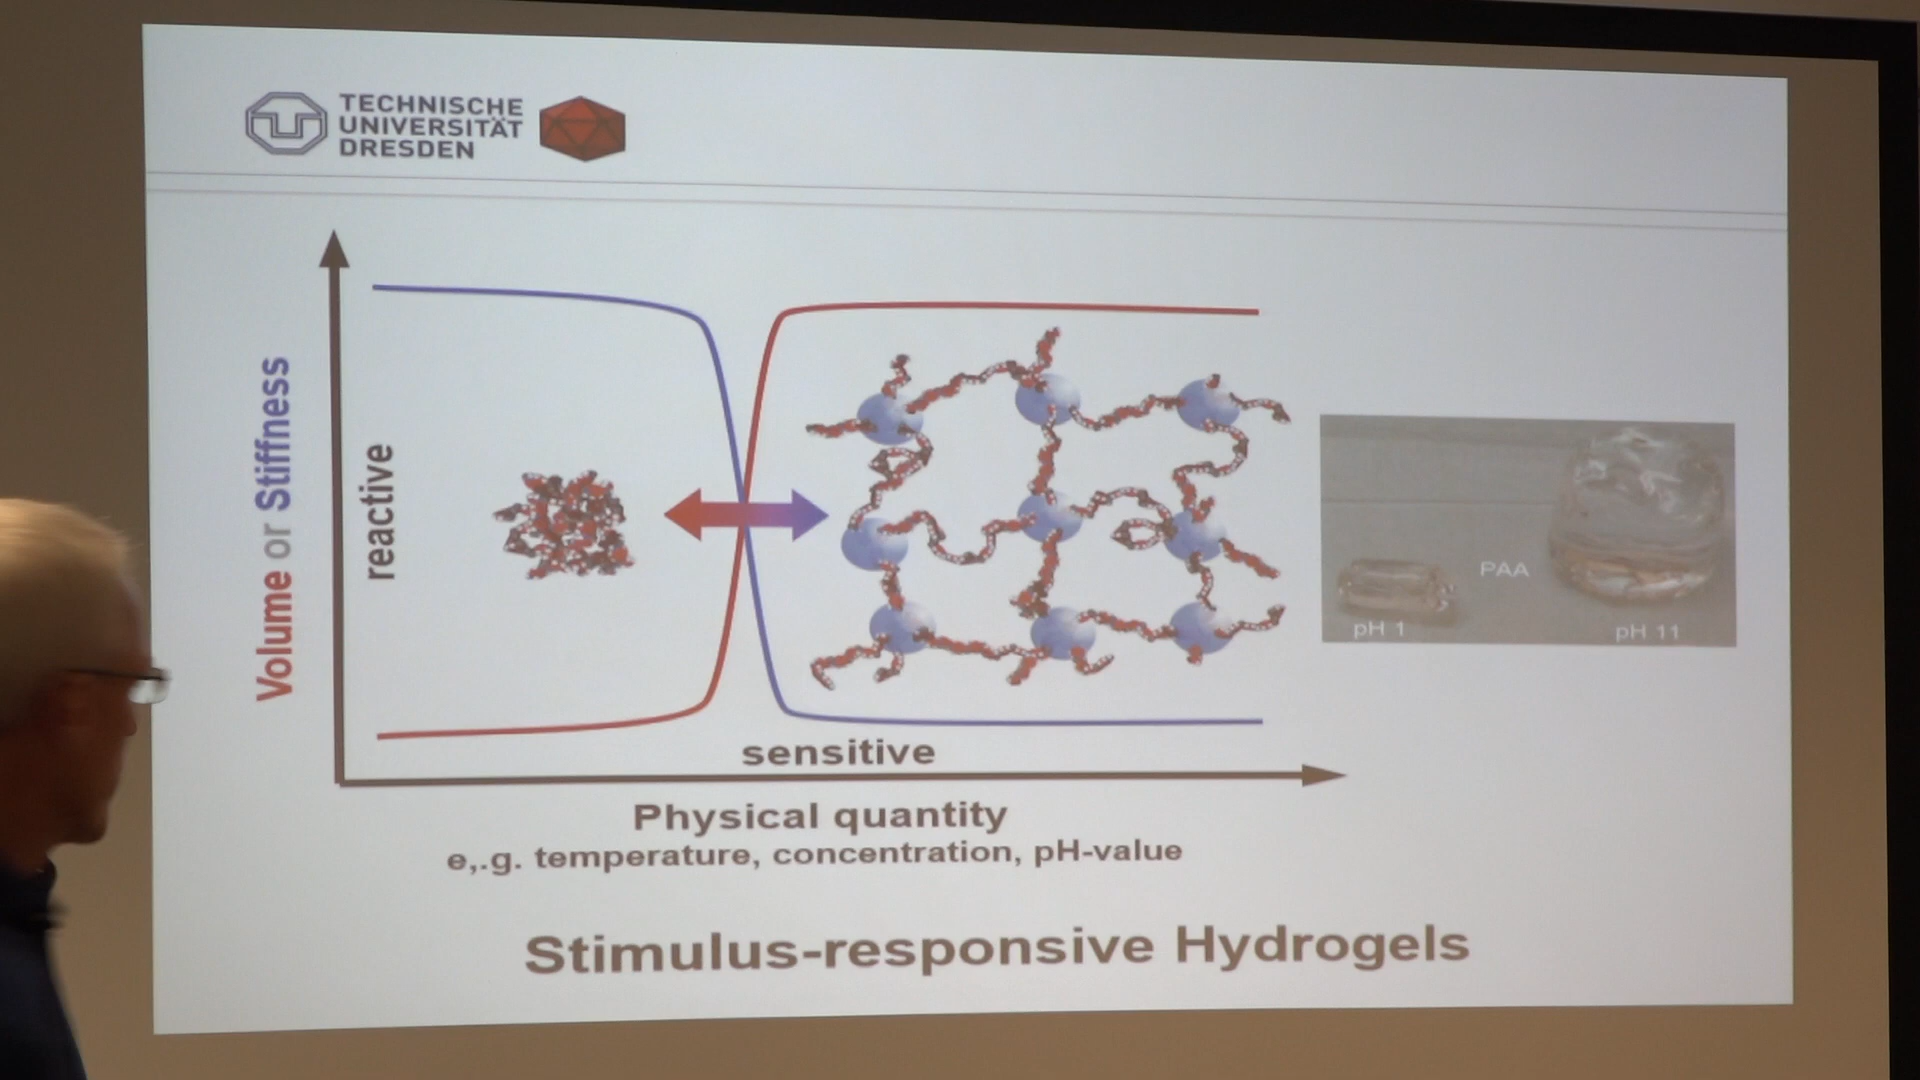 TECHNISCHE
UNIVERSITÄT
DRESDEN
Volume or Stiffness
reactive
PAA
pH 1
pH 11
sensitive
Physical quantity
e,.g. temperature, concentration, pH-value
Stimulus-responsive Hydrogels